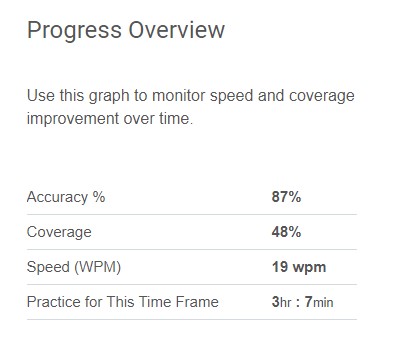 Progress Overview
Use this graph to monitor speed and coverage
improvement over time.
Accuracy % 87%
Coverage 48%
Speed (WPM) 19 wpm
Practice for This Time Frame 3hr : 7min